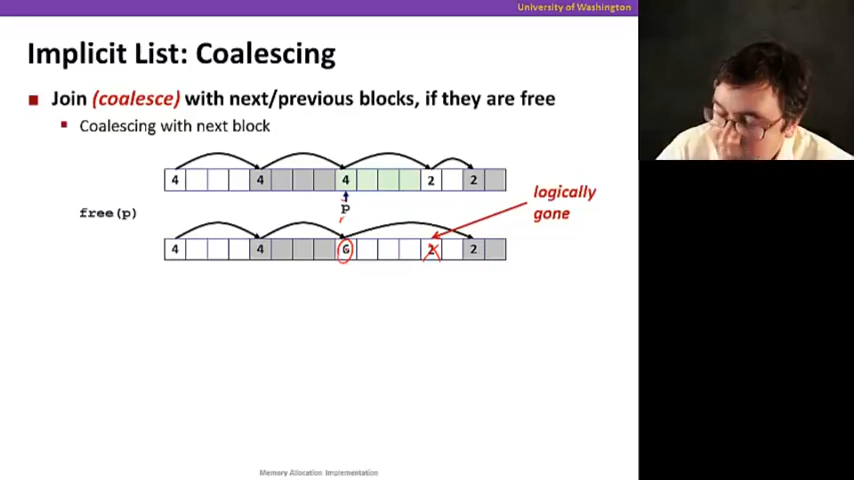 University of Washington
Implicit List: Coalescing
Join (coalesce) with next/previous blocks, if they are free
Coalescing with next block
4 4 4 2 2
p
logically
gone
free(p)
4 4 6 2 2
Memory Allocation Implementation